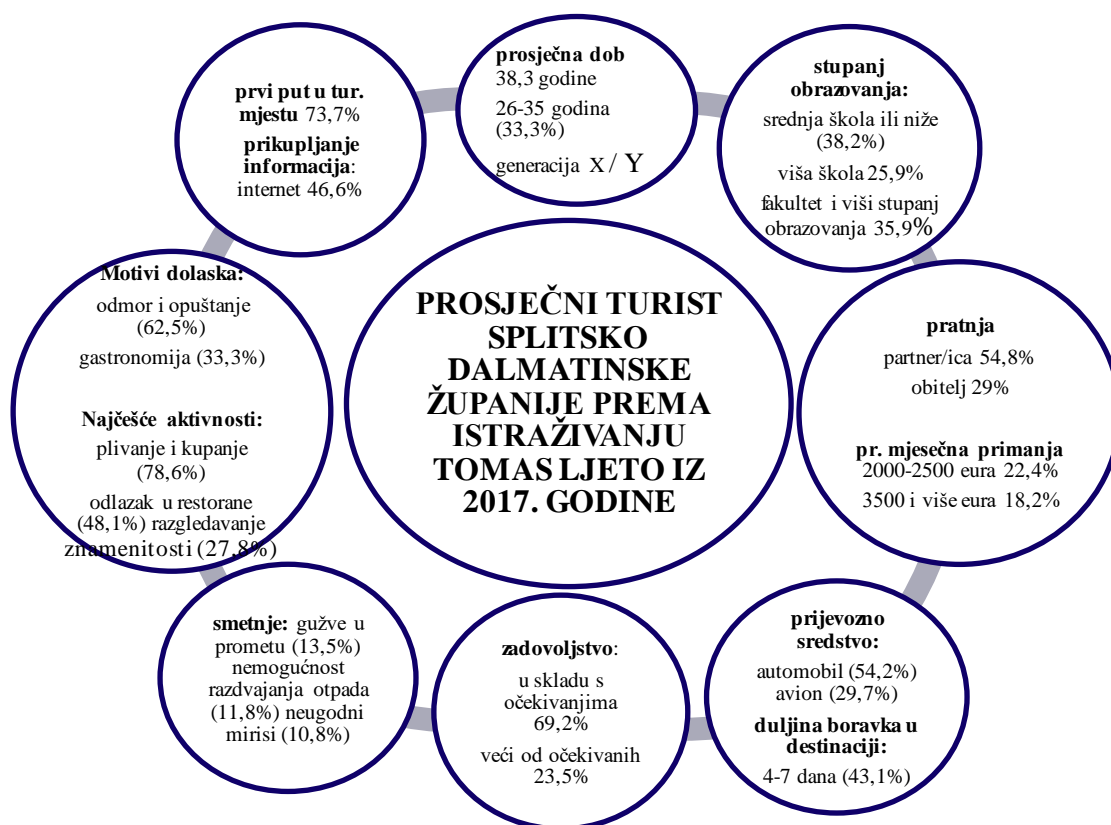 prosječna dob
38,3 godine
26-35 godina
(33,3%)
generacija X / Y
stupanj
obrazovanja:
srednja škola ili niže
(38,2%)
viša škola 25,9%
fakultet i viši stupanj
obrazovanja 35,9%
pratnja
partner/ica 54,8%
obitelj 29%
pr. mjesečna primanja
2000-2500 eura 22,4%
3500 i više eura 18,2%
prijevozno
sredstvo:
automobil (54,2%)
avion (29,7%)
duljina boravka u
destinaciji:
4-7 dana (43,1%)
zadovoljstvo:
u skladu s
očekivanjima
69,2%
veći od očekivanih
23,5%
smetnje: gužve u
prometu (13,5%)
nemogućnost
razdvajanja otpada
(11,8%) neugodni
mirisi (10,8%)
Motivi dolaska:
odmor i opuštanje
(62,5%)
gastronomija (33,3%)
Najčešće aktivnosti:
plivanje i kupanje
(78,6%)
odlazak u restorane
(48,1%) razgledavanje
znamenitosti (27,8%)
prvi put u tur.
mjestu 73,7%
prikupljanje
informacija:
internet 46,6%
PROSJEČNI TURIST
SPLITSKO
DALMATINSKE
ŽUPANIJE PREMA
ISTRAŽIVANJU
TOMAS LJETO IZ
2017. GODINE